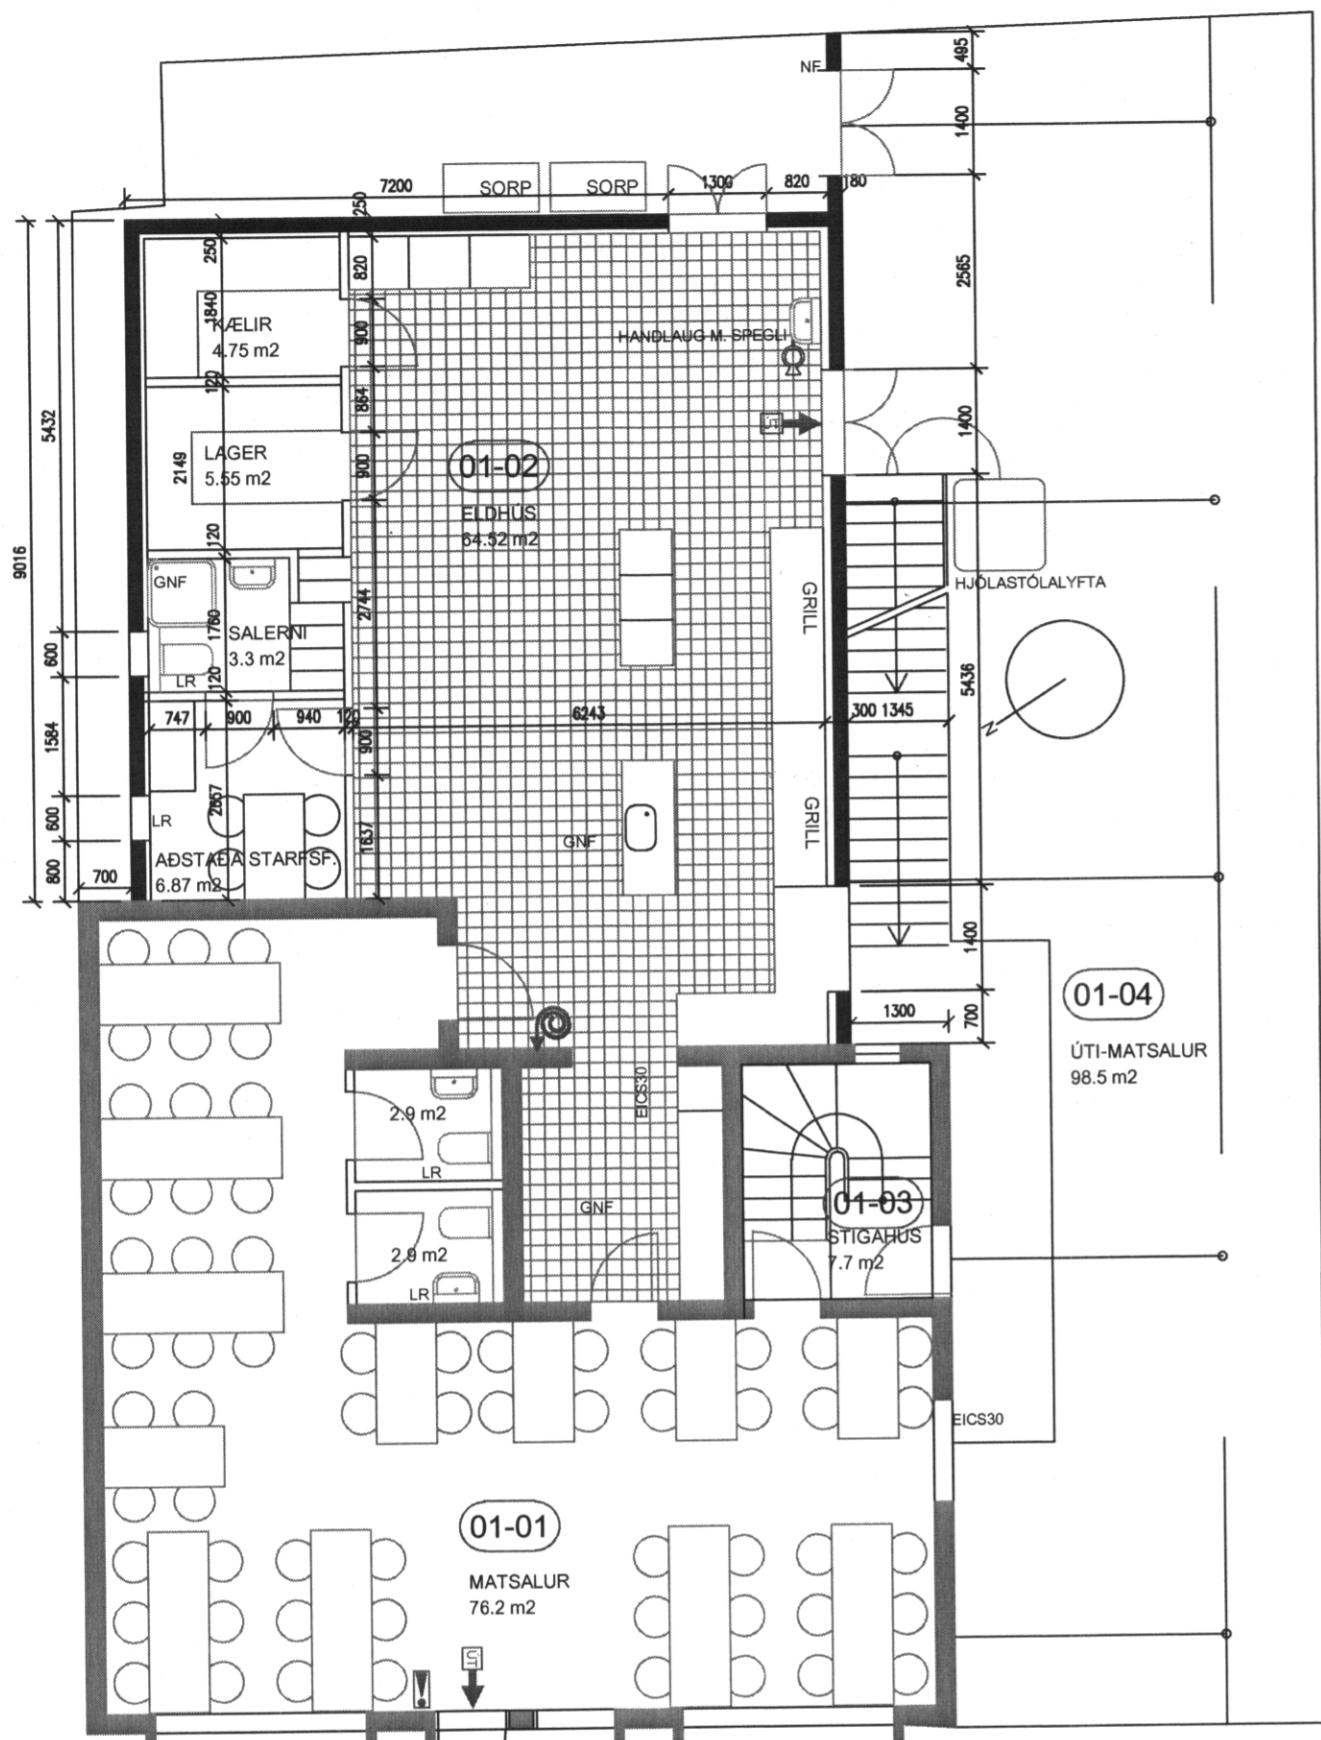 495
NF
1400
7200
SORP
SORP
1300
820
180
250
250
820
2565
1840
KÆLIR
4.75 m2
900
HANDLAUG M. SPEGLI
120
864
5432
1400
LAGER
5.55 m2
2149
900
01-02
ELDHÚS
64.52 m2
120
9016
GNF
HJÓLASTÓLALYFTA
GRILL
2744
1760
SALERNI
3.3 m2
600
LR
120
5436
N
747
900
940
120
6243
300
1345
1584
900
2657
600
LR
1637
GNF
GRILL
AÐSTAÐA STARFSF.
6.87 m2
800
700
1400
01-04
ÚTI-MATSALUR
98.5 m2
1300
700
EICS30
2.9 m2
LR
GNF
01-03
STIGAHÚS
7.7 m2
2.9 m2
LR
EICS30
01-01
MATSALUR
76.2 m2
ÚT